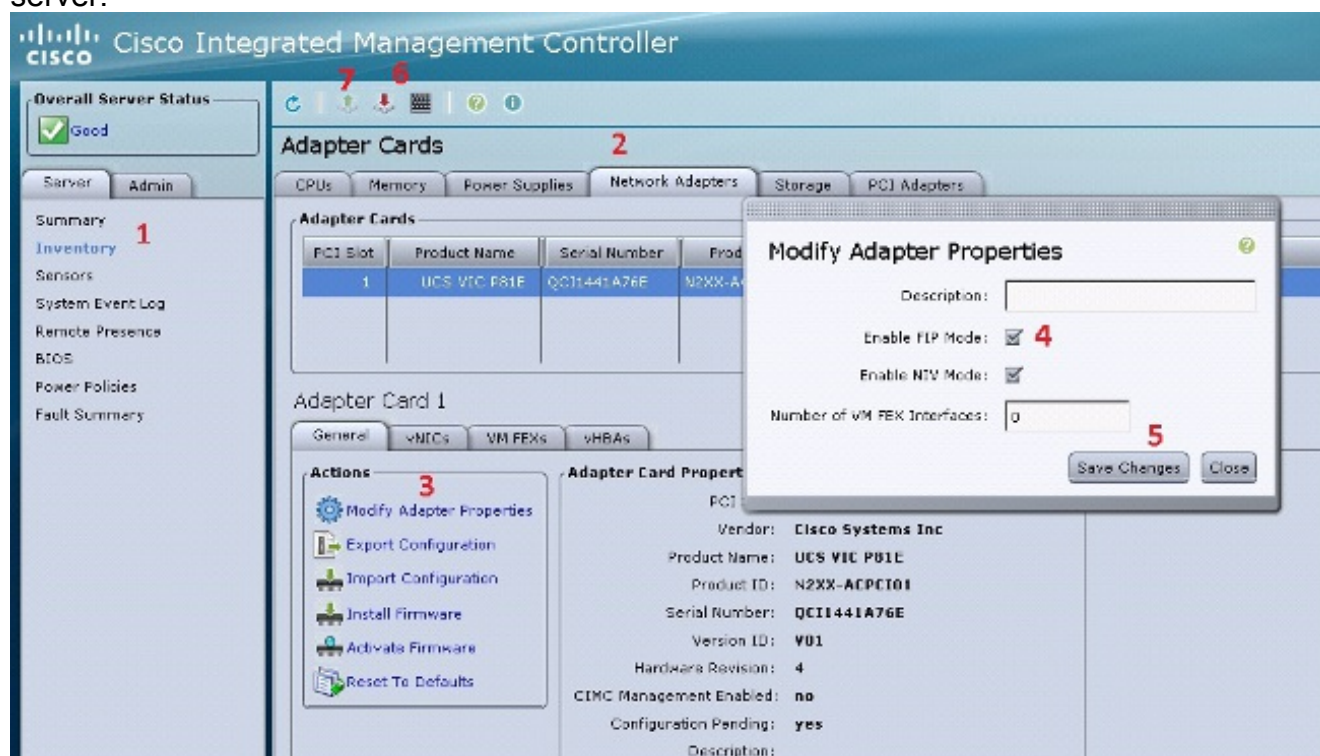 server.
cisco Cisco Integrated Management Controller
Overall Server Status
Good
7 6
Adapter Cards 2
Server Admin
CPUs Memory Power Supplies Network Adapters Storage PCI Adapters
Summary
Inventory 1
Sensors
System Event Log
Remote Presence
BIOS
Power Policies
Fault Summary
Adapter Cards
PCI Slot Product Name Serial Number Prod
1 UCS VIC P81E QCI1441A76E N2XX-A
Modify Adapter Properties
Description:
Enable FIP Mode: 4
Enable NIV Mode:
Number of VM FEX Interfaces: 0
5
Save Changes Close
Adapter Card 1
General vNICs VM FEXs vHBAs
Actions
3
Modify Adapter Properties
Export Configuration
Import Configuration
Install Firmware
Activate Firmware
Reset To Defaults
Adapter Card Propert
PCI
Vendor: Cisco Systems Inc
Product Name: UCS VIC P81E
Product ID: N2XX-ACPCI01
Serial Number: QCI1441A76E
Version ID: V01
Hardware Revision: 4
CIMC Management Enabled: no
Configuration Pending: yes
Description: